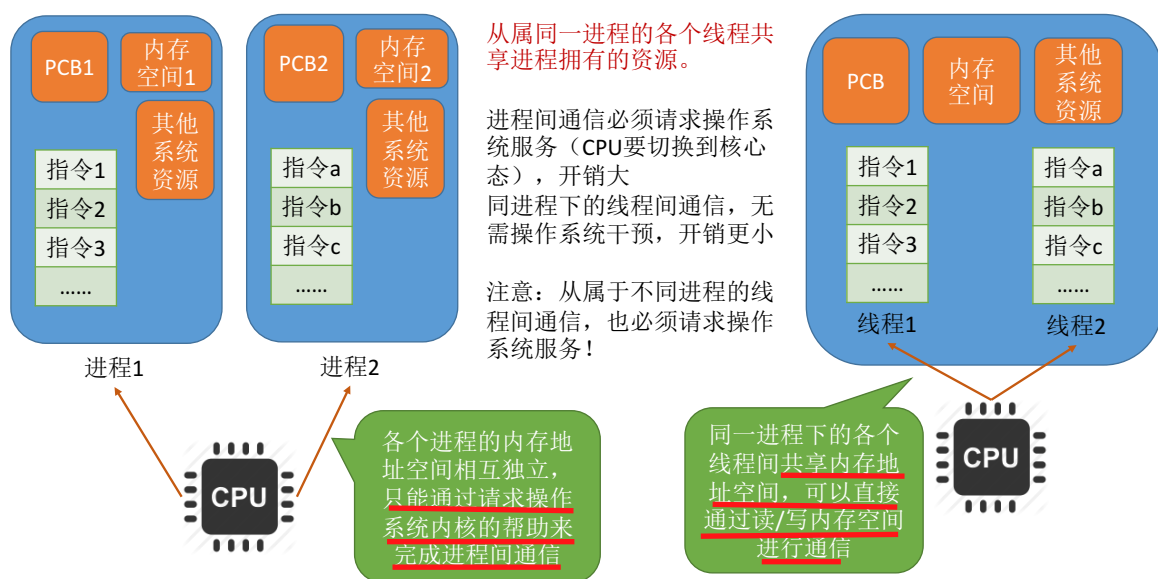 PCB1
内存
空间1
其他
系统
资源
指令1
指令2
指令3
……
进程1
PCB2
内存
空间2
其他
系统
资源
指令a
指令b
指令c
……
进程2
CPU
各个进程的内存地
址空间相互独立，
只能通过请求操作
系统内核的帮助来
完成进程间通信
从属同一进程的各个线程共
享进程拥有的资源。
进程间通信必须请求操作系
统服务（CPU要切换到核心
态），开销大
同进程下的线程间通信，无
需操作系统干预，开销更小
注意：从属于不同进程的线
程间通信，也必须请求操作
系统服务！
PCB
内存
空间
其他
系统
资源
指令1
指令2
指令3
……
线程1
指令a
指令b
指令c
……
线程2
同一进程下的各个
线程间共享内存地
址空间，可以直接
通过读/写内存空间
进行通信
CPU